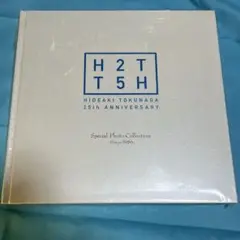 H2T
T5H
HIDEAKI TOKUNAGA
25th ANNIVERSARY
Special Photo Collection